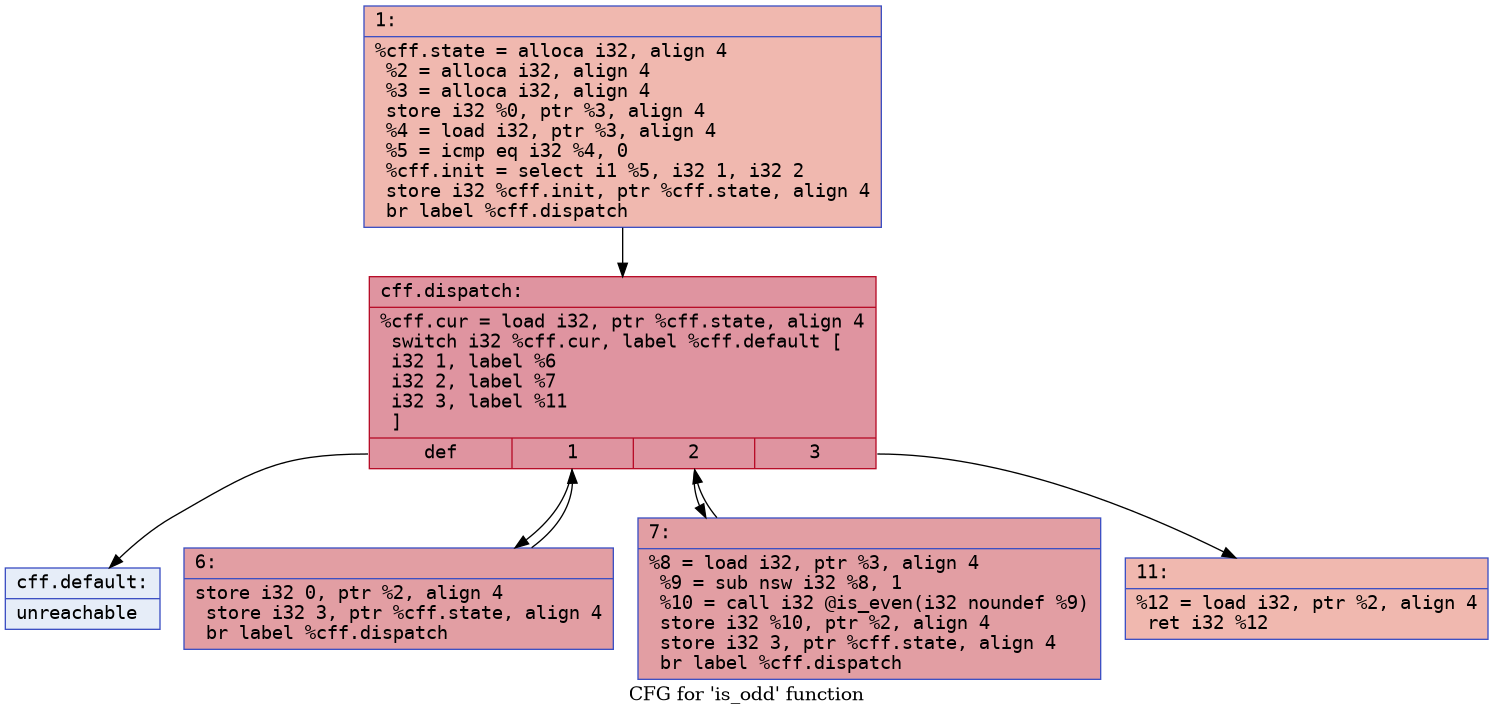 1:
%cff.state = alloca i32, align 4
%2 = alloca i32, align 4
%3 = alloca i32, align 4
store i32 %0, ptr %3, align 4
%4 = load i32, ptr %3, align 4
%5 = icmp eq i32 %4, 0
%cff.init = select i1 %5, i32 1, i32 2
store i32 %cff.init, ptr %cff.state, align 4
br label %cff.dispatch
cff.dispatch:
%cff.cur = load i32, ptr %cff.state, align 4
switch i32 %cff.cur, label %cff.default [
i32 1, label %6
i32 2, label %7
i32 3, label %11
]
def 1 2 3
cff.default:
unreachable
6:
store i32 0, ptr %2, align 4
store i32 3, ptr %cff.state, align 4
br label %cff.dispatch
7:
%8 = load i32, ptr %3, align 4
%9 = sub nsw i32 %8, 1
%10 = call i32 @is_even(i32 noundef %9)
store i32 %10, ptr %2, align 4
store i32 3, ptr %cff.state, align 4
br label %cff.dispatch
11:
%12 = load i32, ptr %2, align 4
ret i32 %12
CFG for 'is_odd' function